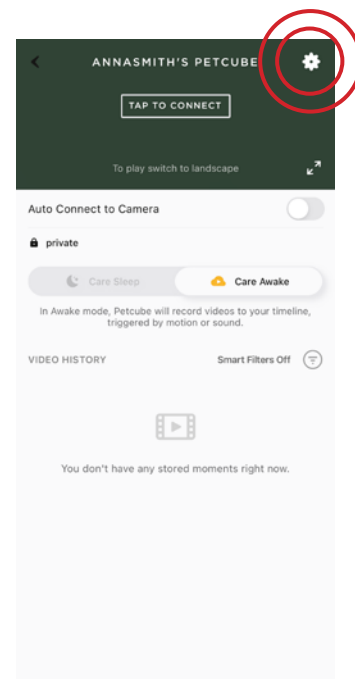 ANNASMITH'S PETCUBE
TAP TO CONNECT
To play switch to landscape
Auto Connect to Camera
private
Care Sleep
Care Awake
In Awake mode, Petcube will record videos to your timeline,
triggered by motion or sound.
VIDEO HISTORY
Smart Filters Off
You don't have any stored moments right now.